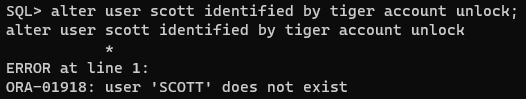 SQL> alter user scott identified by tiger account unlock;
alter user scott identified by tiger account unlock
           *
ERROR at line 1:
ORA-01918: user 'SCOTT' does not exist